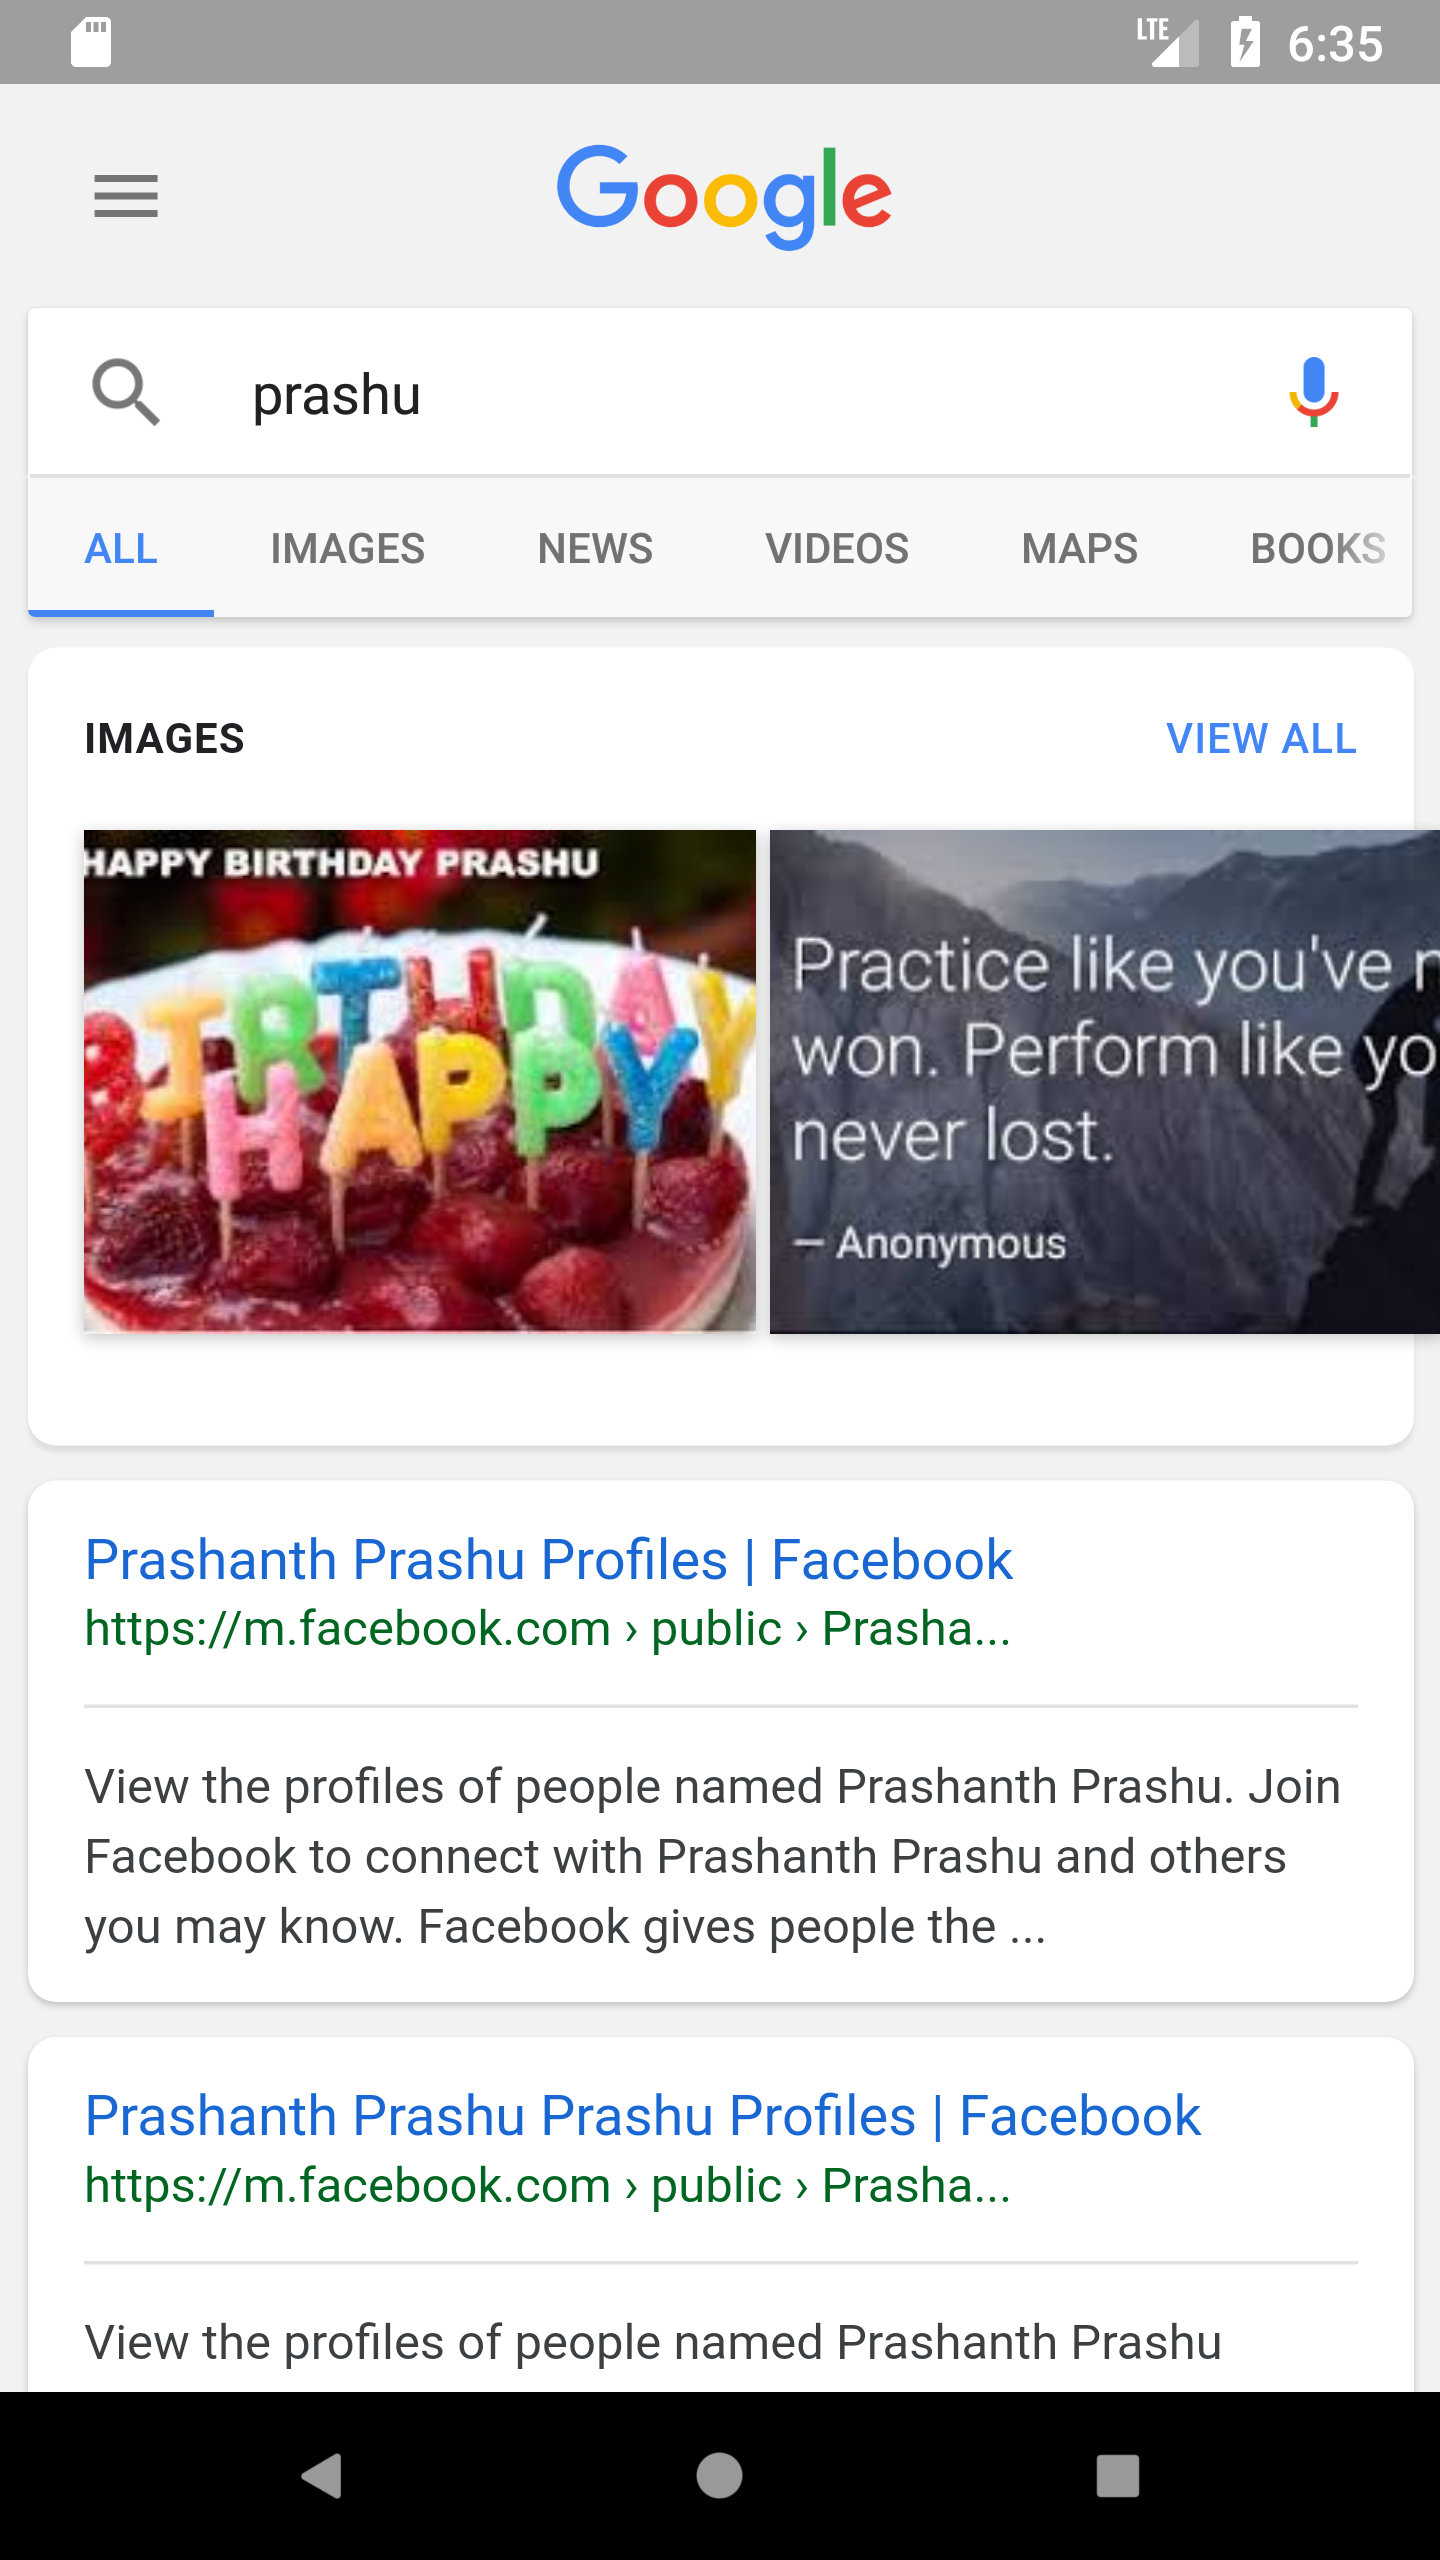 LTE 6:35
Google
prashu
ALL IMAGES NEWS VIDEOS MAPS BOOKS
IMAGES VIEW ALL
HAPPY BIRTHDAY PRASHU
BIRTHDAY
HAPPY
Practice like you've
won. Perform like
never lost.
— Anonymous
Prashanth Prashu Profiles | Facebook
https://m.facebook.com › public › Prasha...
View the profiles of people named Prashanth Prashu. Join
Facebook to connect with Prashanth Prashu and others
you may know. Facebook gives people the ...
Prashanth Prashu Prashu Profiles | Facebook
https://m.facebook.com › public › Prasha...
View the profiles of people named Prashanth Prashu